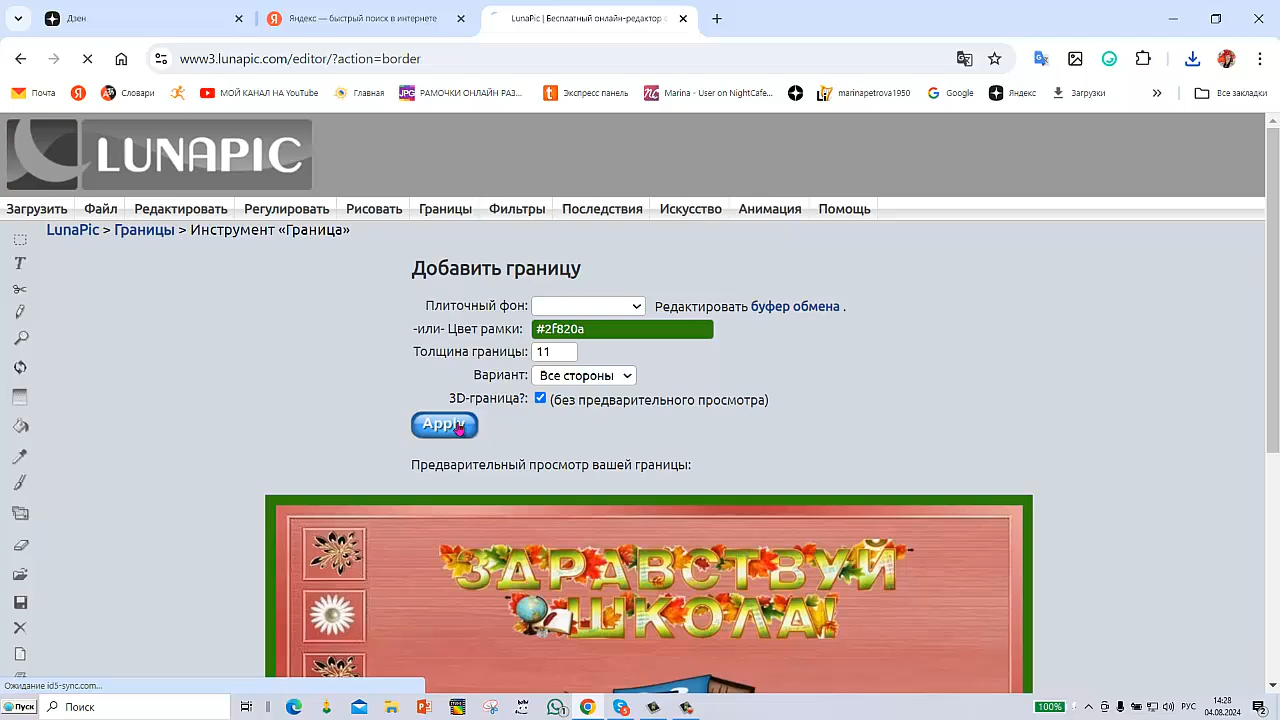 Дзен
Яндекс — быстрый поиск в интернете
LunaPic | Бесплатный онлайн-редактор
www3.lunapic.com/editor/?action=border
Почта
Словари
МОЙ КАНАЛ НА YouTube
Главная
JPG РАМОЧКИ ОНЛАЙН РАЗ...
Экспресс панель
Marina - User on NightCafe...
marinapetrova1950
Google
Яндекс
Загрузки
Все закладки
LUNAPIC
Загрузить Файл Редактировать Регулировать Рисовать Границы Фильтры Последствия Искусство Анимация Помощь
LunaPic > Границы > Инструмент «Граница»
Добавить границу
Плиточный фон: Редактировать буфер обмена .
-или- Цвет рамки: #2f820a
Толщина границы: 11
Вариант: Все стороны
3D-граница?: (без предварительного просмотра)
Apply
Предварительный просмотр вашей границы:
ЗДРАВСТВУЙ
ШКОЛА!
Ожидание id5-sync.com...
Пуск
Поиск
100%
РУС
14:28
04.08.2024